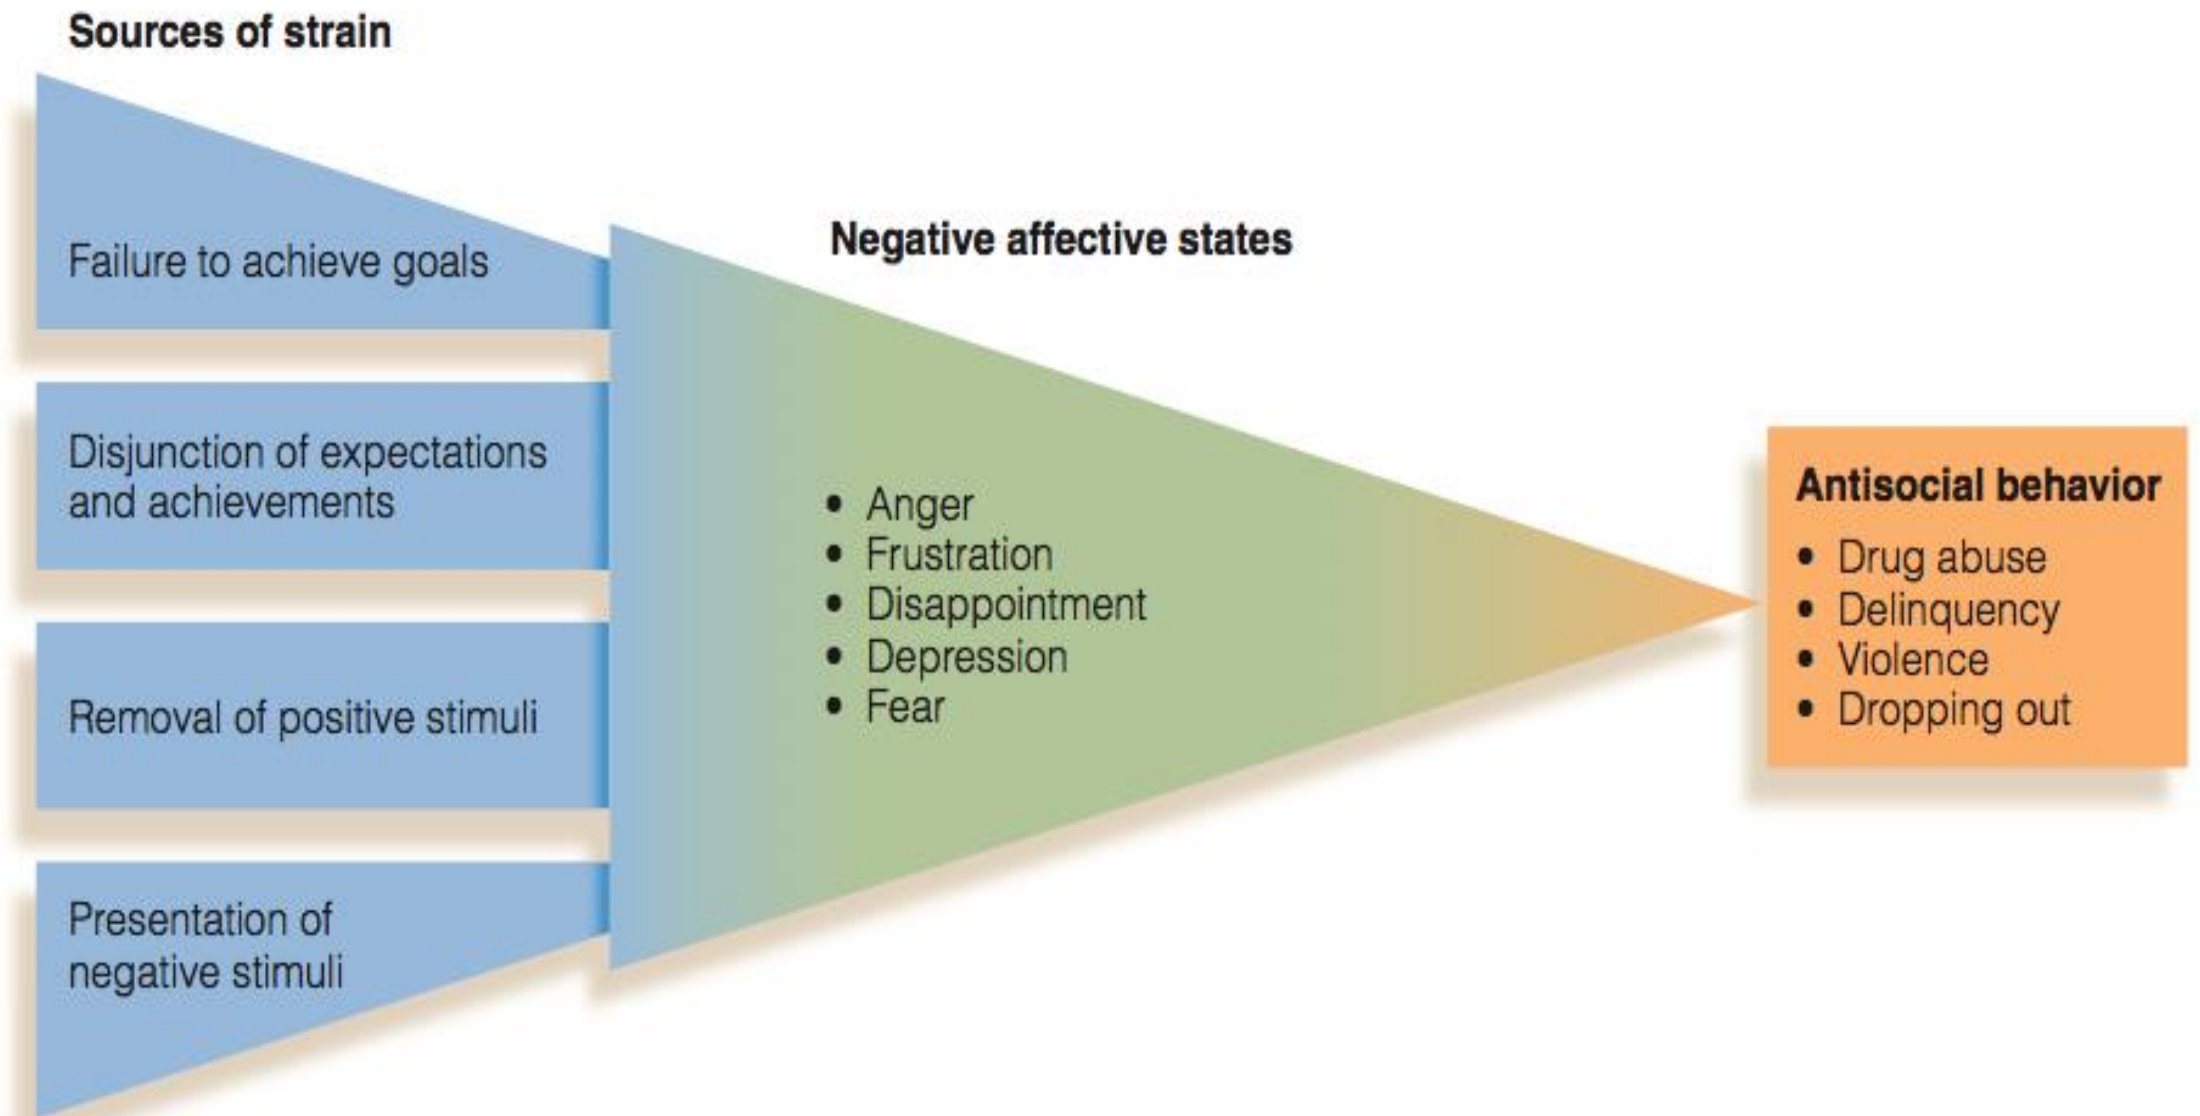 Sources of strain
Failure to achieve goals
Disjunction of expectations
and achievements
Removal of positive stimuli
Presentation of
negative stimuli
Negative affective states
• Anger
• Frustration
• Disappointment
• Depression
• Fear
Antisocial behavior
• Drug abuse
• Delinquency
• Violence
• Dropping out